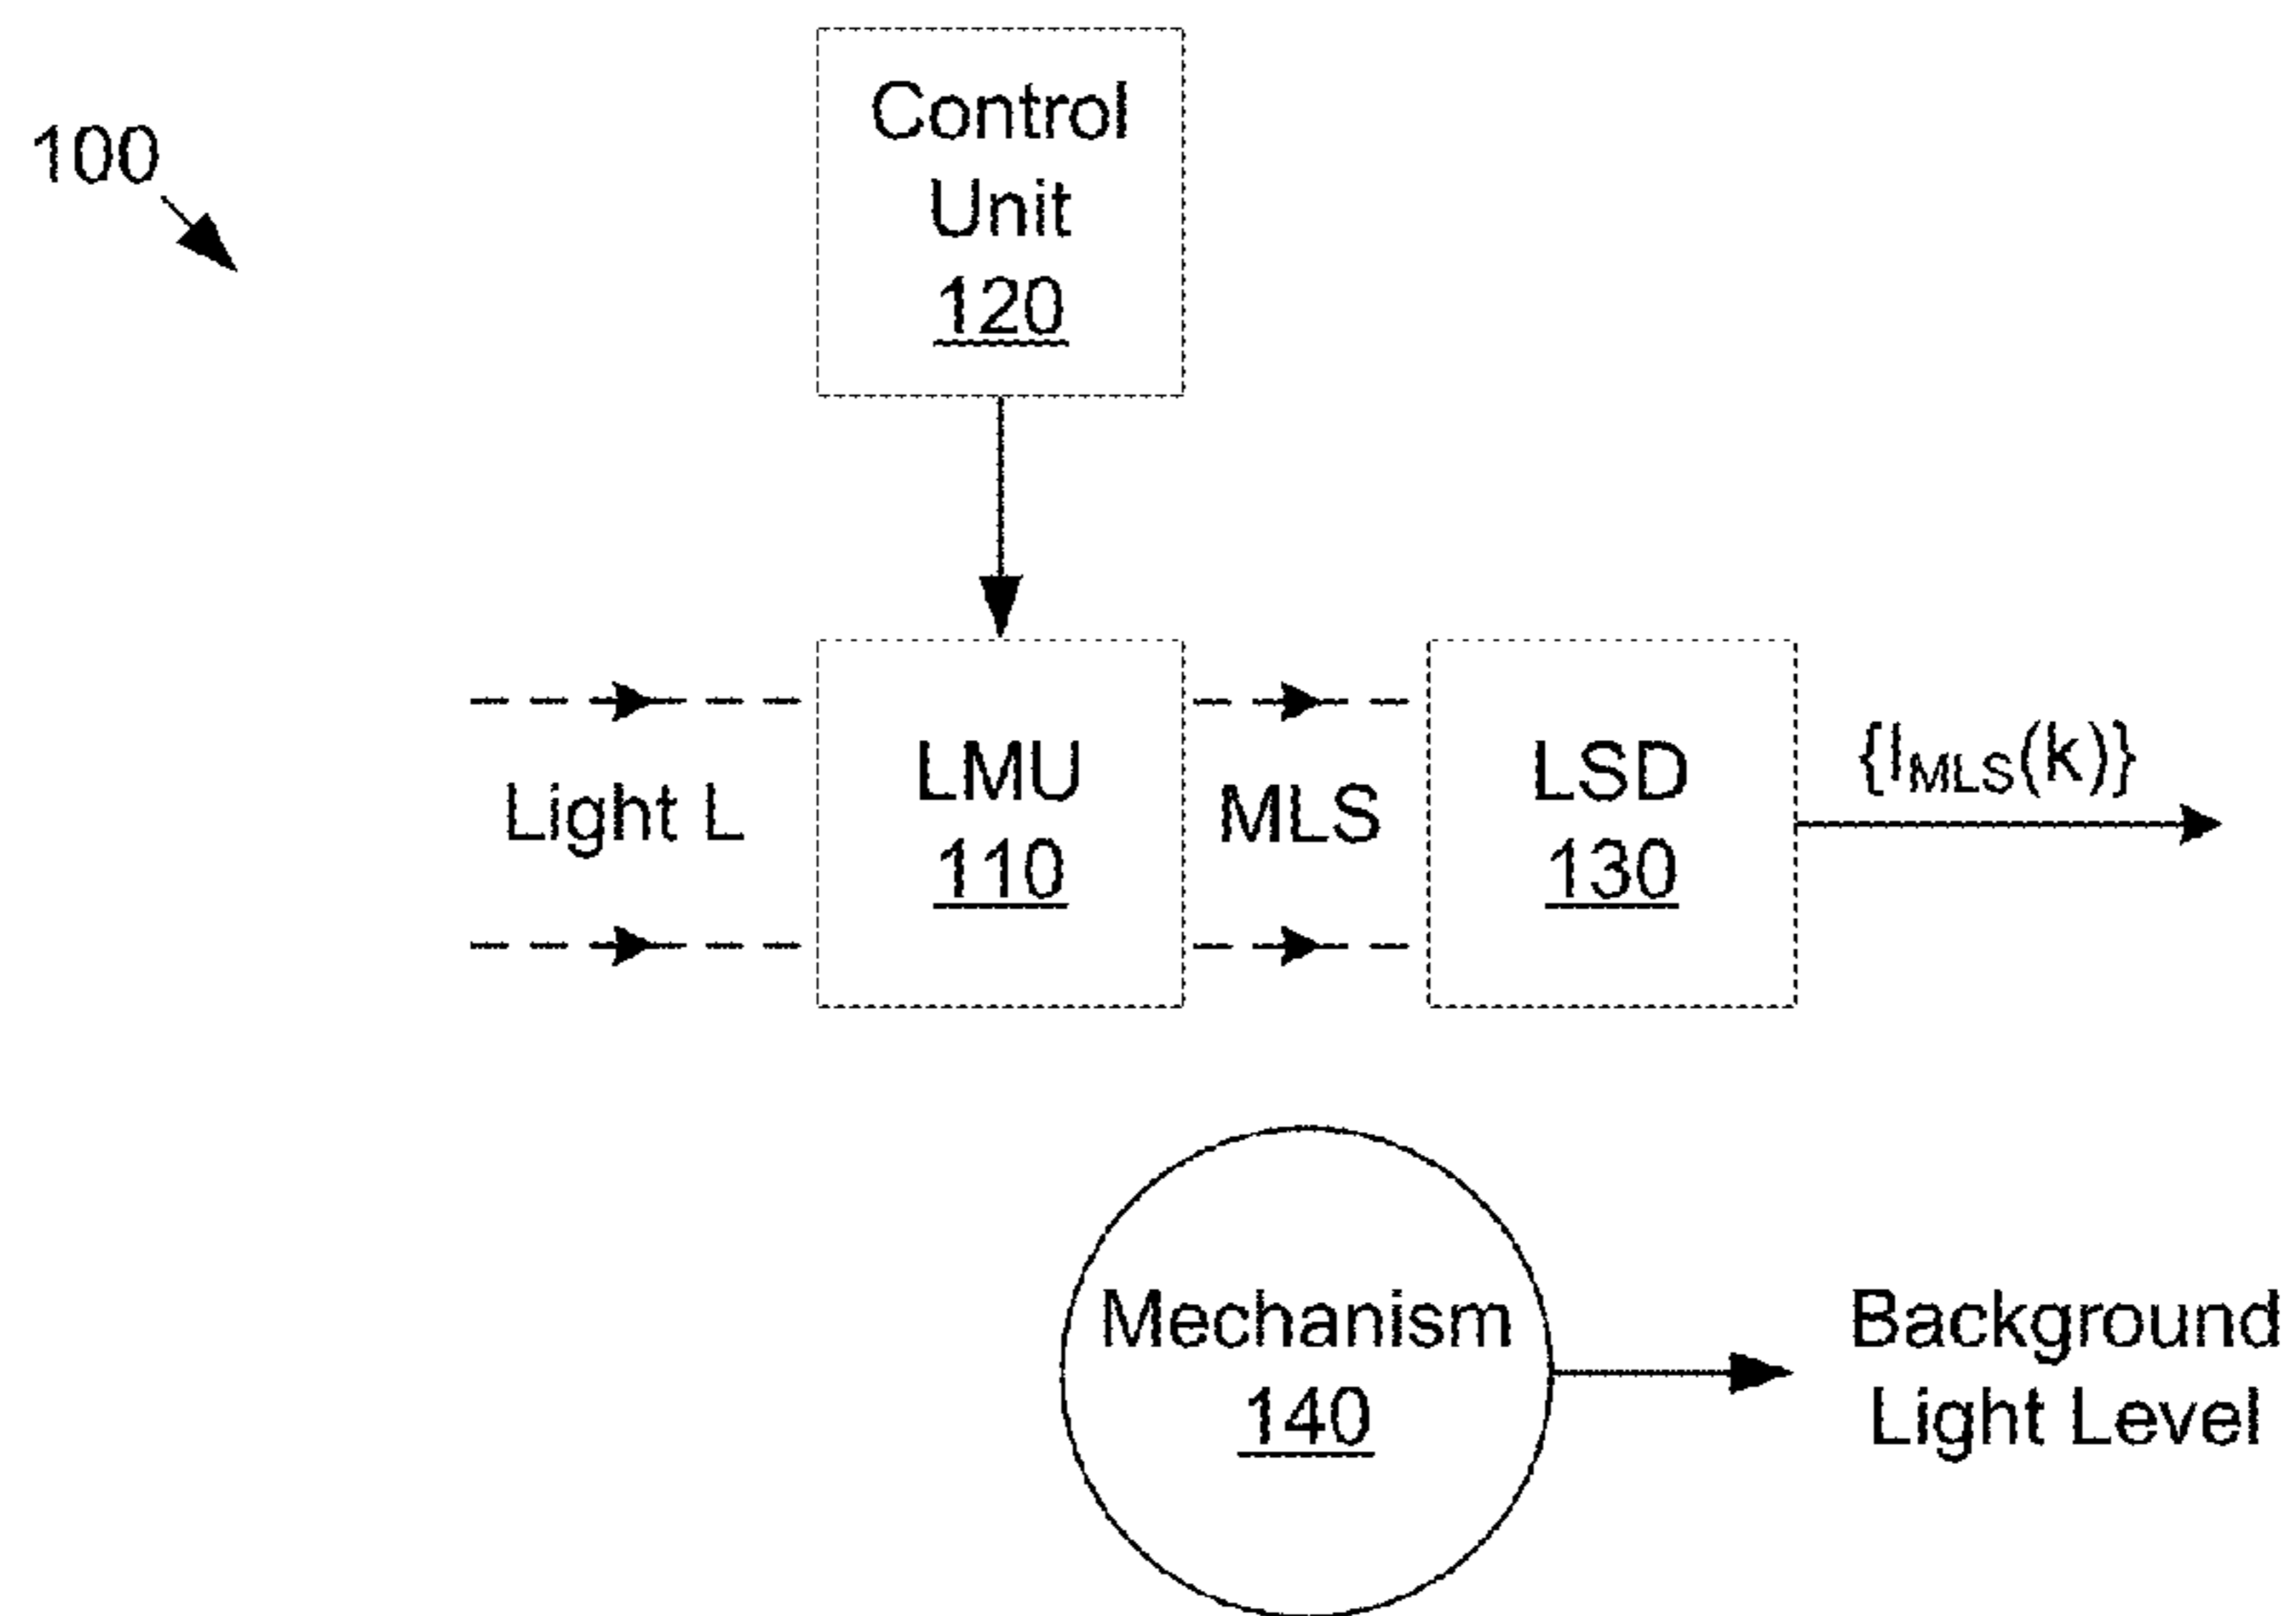 100
Control
Unit
120
Light L
LMU
110
MLS
LSD
130
{I_MLS(k)}
Mechanism
140
Background
Light Level